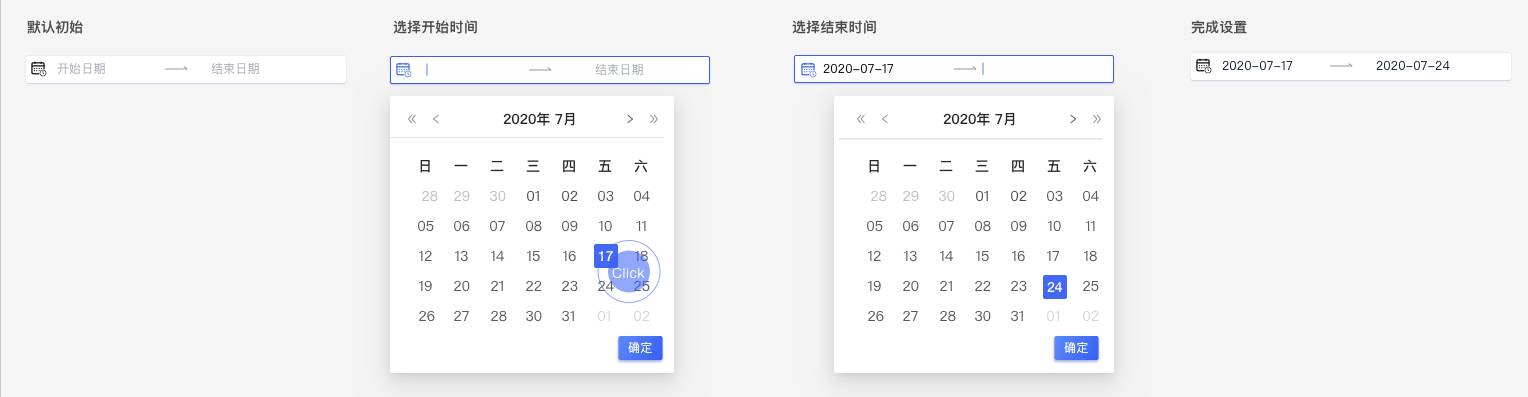 默认初始
开始日期 结束日期
选择开始时间
结束日期
« < 2020年 7月 > »
日 一 二 三 四 五 六
28 29 30 01 02 03 04
05 06 07 08 09 10 11
12 13 14 15 16 17 18
Click
19 20 21 22 23 24 25
26 27 28 30 31 01 02
确定
选择结束时间
2020-07-17
« < 2020年 7月 > »
日 一 二 三 四 五 六
28 29 30 01 02 03 04
05 06 07 08 09 10 11
12 13 14 15 16 17 18
19 20 21 22 23 24 25
26 27 28 30 31 01 02
确定
完成设置
2020-07-17 2020-07-24